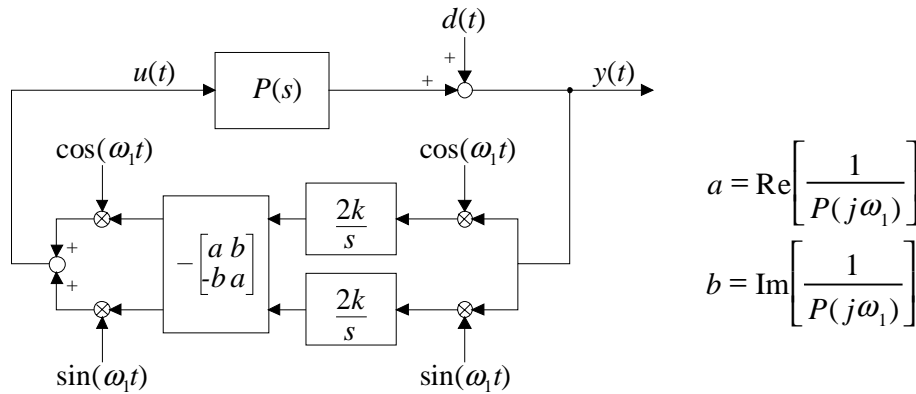 d(t)
+
u(t)
P(s)
+
y(t)
cos(ω₁t)
cos(ω₁t)
+
+
−[a b
-b a]
2k/s
2k/s
sin(ω₁t)
sin(ω₁t)
a = Re[1/P(jω₁)]
b = Im[1/P(jω₁)]